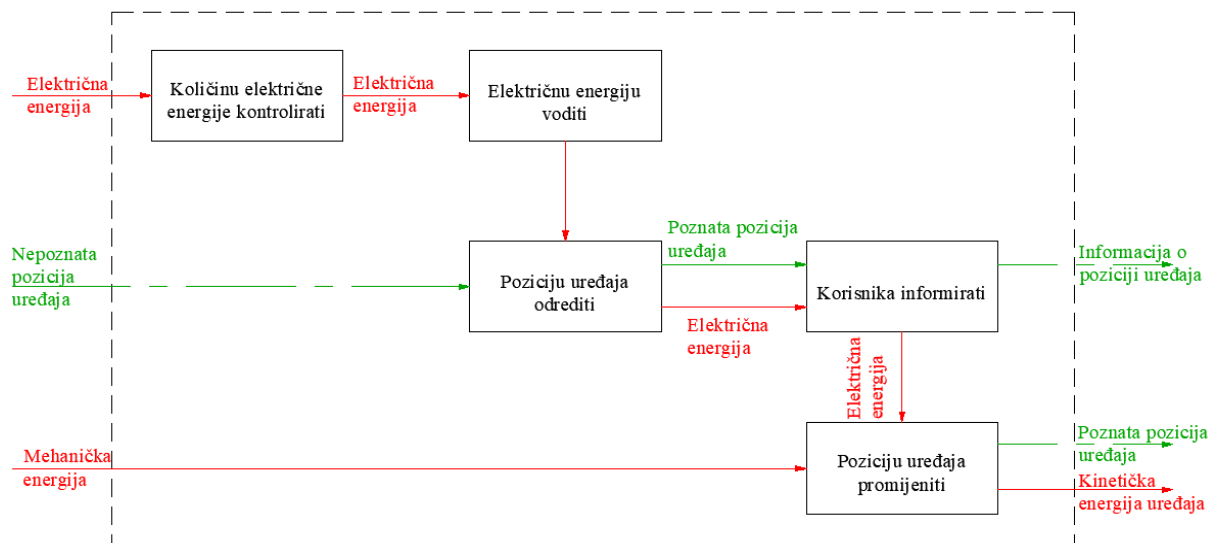 Električna
energija
Količinu električne
energije kontrolirati
Električna
energija
Električnu energiju
voditi
Nepoznata
pozicija
uređaja
Poziciju uređaja
odrediti
Poznata pozicija
uređaja
Električna
energija
Korisnika informirati
Informacija o
poziciji uređaja
Električna
energija
Mehanička
energija
Poziciju uređaja
promijeniti
Poznata pozicija
uređaja
Kinetička
energija uređaja